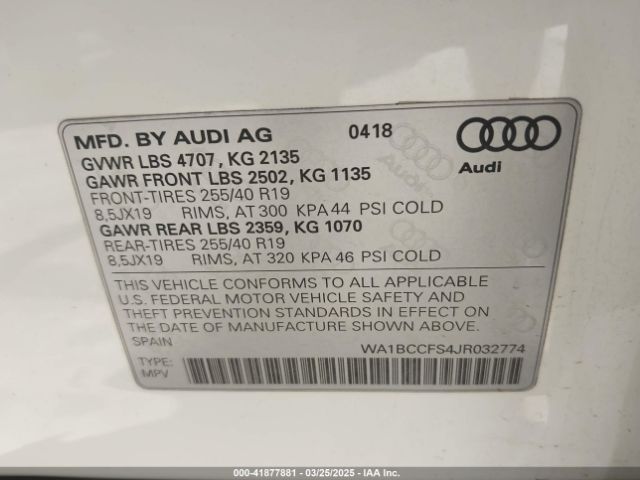 MFD. BY AUDI AG 0418
GVWR LBS 4707, KG 2135
GAWR FRONT LBS 2502, KG 1135
FRONT-TIRES 255/40 R19
8,5JX19 RIMS, AT 300 KPA 44 PSI COLD
GAWR REAR LBS 2359, KG 1070
REAR-TIRES 255/40 R19
8,5JX19 RIMS, AT 320 KPA 46 PSI COLD
Audi
THIS VEHICLE CONFORMS TO ALL APPLICABLE
U.S. FEDERAL MOTOR VEHICLE SAFETY AND
THEFT PREVENTION STANDARDS IN EFFECT ON
THE DATE OF MANUFACTURE SHOWN ABOVE.
SPAIN
WA1BCCFS4JR032774
TYPE:
MPV
000-41877881 - 03/25/2025 - IAAI.COM